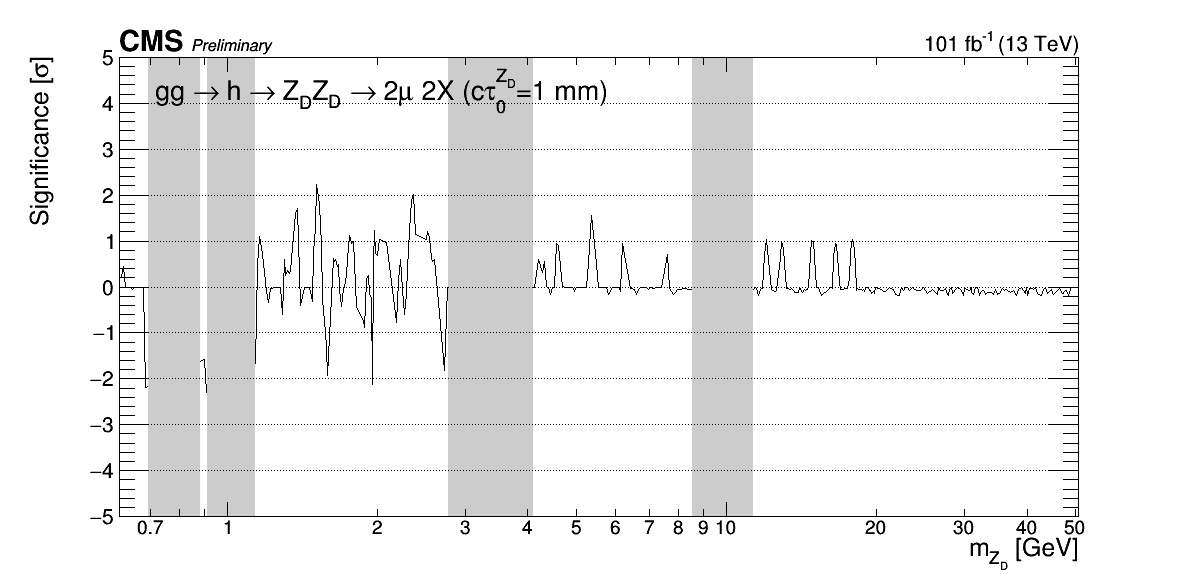 CMS Preliminary 101 fb⁻¹ (13 TeV)
Significance [σ]
gg → h → Z_D Z_D → 2μ 2X (cτ₀^{Z_D}=1 mm)
5
4
3
2
1
0
−1
−2
−3
−4
−5
0.7 1 2 3 4 5 6 7 8 9 10 20 30 40 50
m_{Z_D} [GeV]